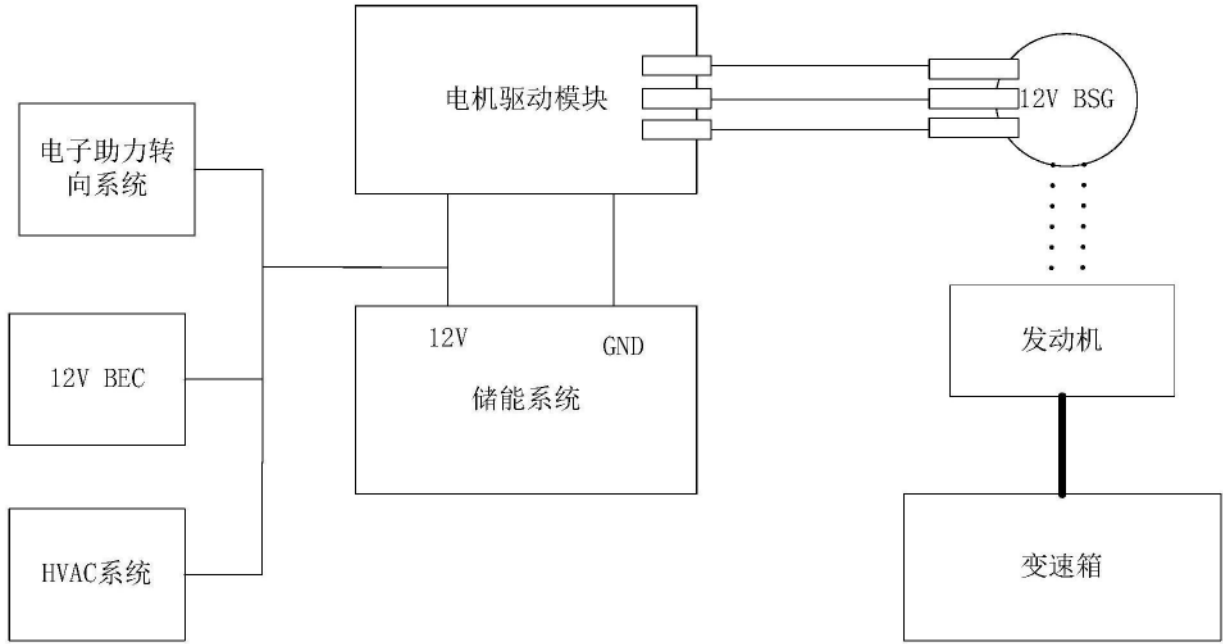 电机驱动模块
12V BSG
电子助力转
向系统
12V
GND
发动机
12V BEC
储能系统
HVAC系统
变速箱